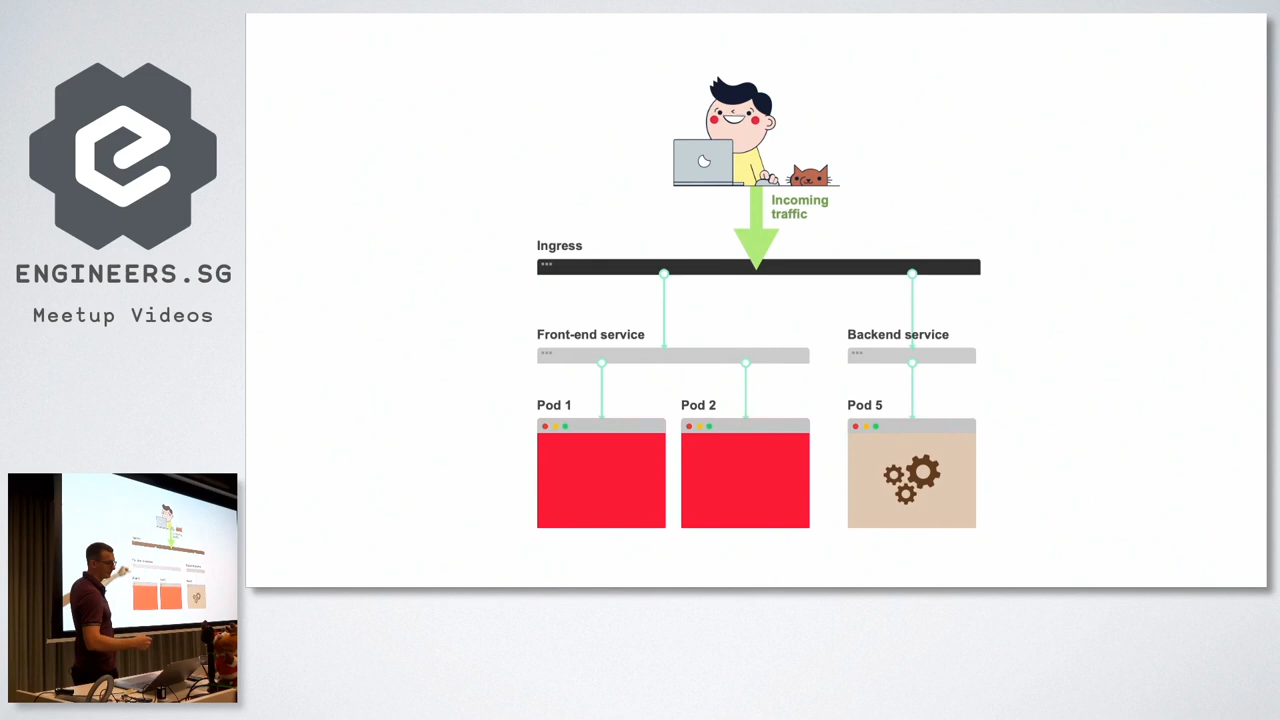 ENGINEERS.SG
Meetup Videos
Incoming
traffic
Ingress
Front-end service
Backend service
Pod 1
Pod 2
Pod 5